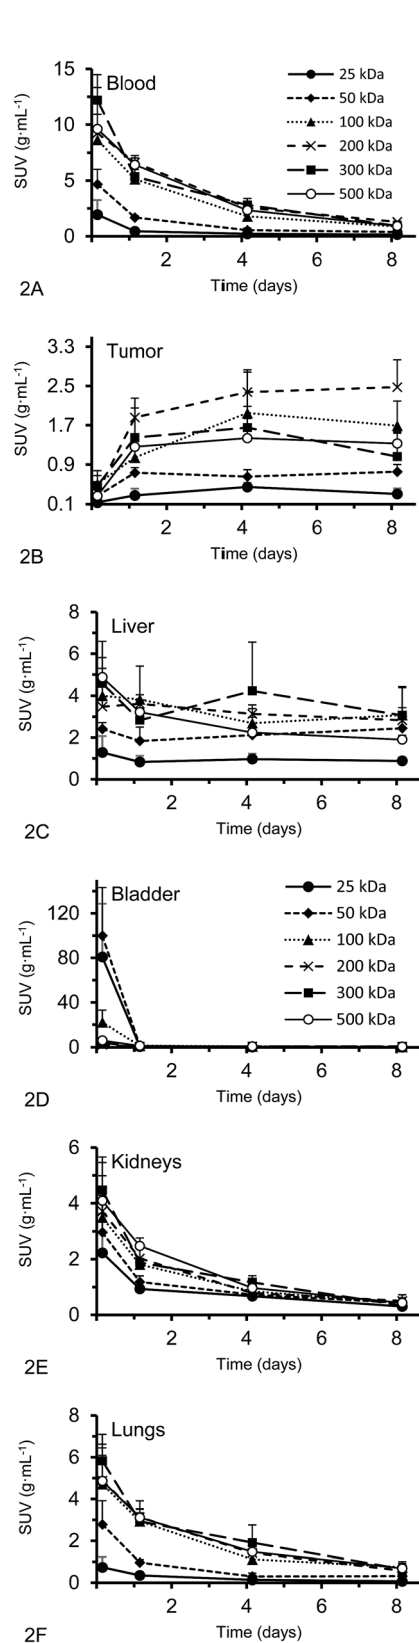 15
Blood
25 kDa
50 kDa
10
100 kDa
200 kDa
SUV (g·mL-1)
5
300 kDa
500 kDa
0
2 4 6 8
Time (days)
2A
3.3
Tumor
2.5
SUV (g·mL-1)
1.7
0.9
0.1
2 4 6 8
Time (days)
2B
8
Liver
6
SUV (g·mL-1)
4
2
0
2 4 6 8
Time (days)
2C
Bladder
25 kDa
120
50 kDa
100 kDa
SUV (g·mL-1)
80
200 kDa
40
300 kDa
500 kDa
0
2 4 6 8
Time (days)
2D
6
Kidneys
4
SUV (g·mL-1)
2
0
2 4 6 8
Time (days)
2E
8
Lungs
6
SUV (g·mL-1)
4
2
0
2 4 6 8
Time (days)
2F